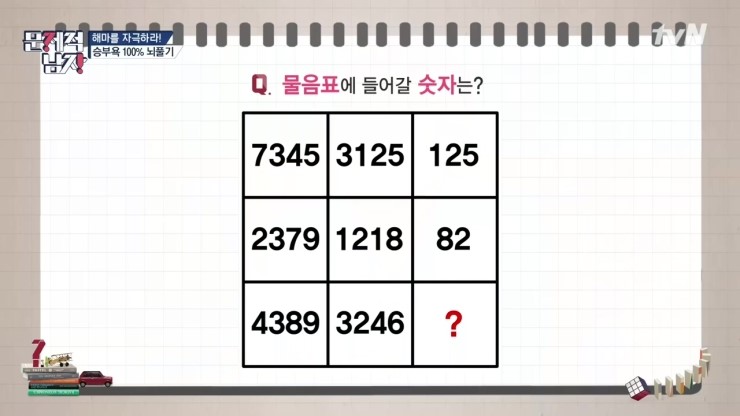 문제적
남자
해마를 자극하라!
승부욕 100% 뇌풀기
tvN
Q. 물음표에 들어갈 숫자는?
7345 3125 125
2379 1218 82
4389 3246 ?